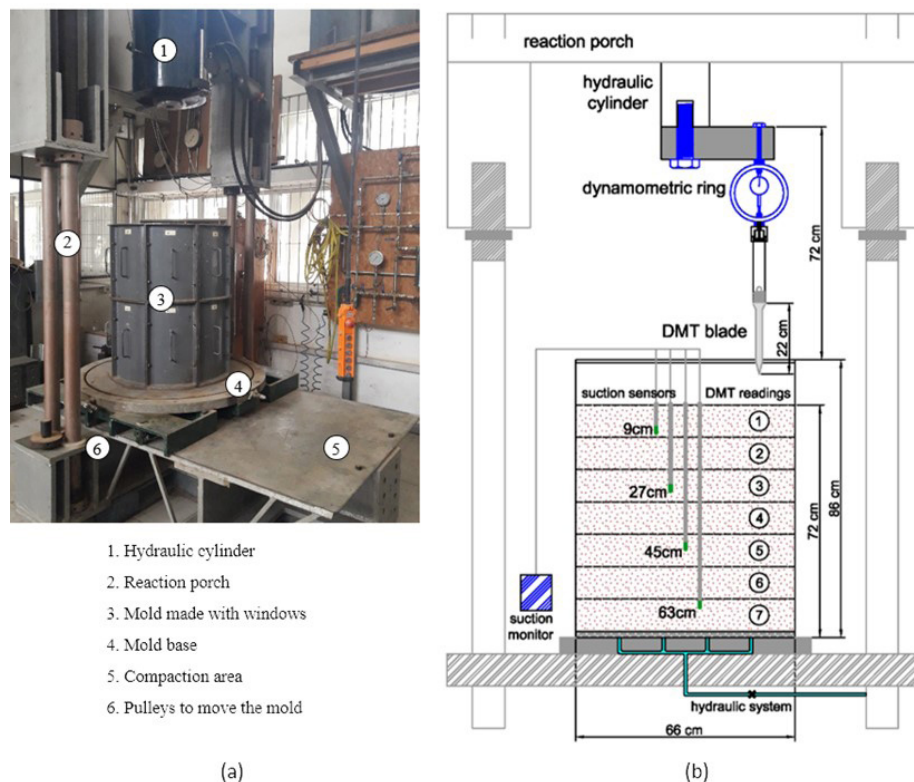 1
2
3
4
5
6
1. Hydraulic cylinder
2. Reaction porch
3. Mold made with windows
4. Mold base
5. Compaction area
6. Pulleys to move the mold
(a)
reaction porch
hydraulic
cylinder
dynamometric ring
72 cm
DMT blade
22 cm
suction sensors
DMT readings
9cm
1
2
27cm
3
4
45cm
5
6
63cm
7
72 cm
86 cm
suction
monitor
hydraulic
system
66 cm
(b)